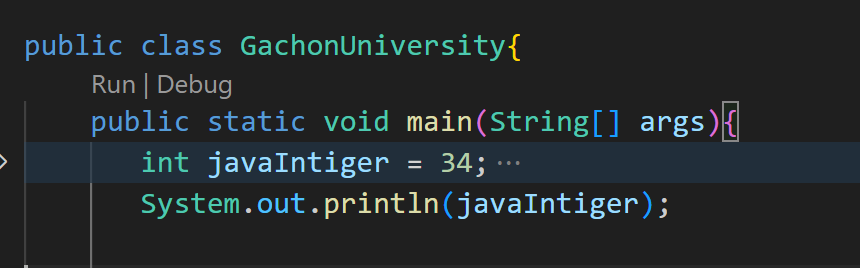 public class GachonUniversity{
Run | Debug
public static void main(String[] args){
int javaIntiger = 34; ···
System.out.println(javaIntiger);